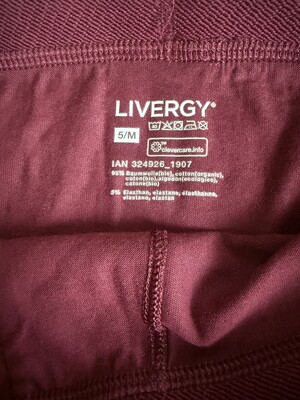 LIVERGY®
5/M
clevercare.info
IAN 324926_1907
95% Baumwolle(bio), cotton(organic),
coton(bio), algodón(ecológico),
cotone(bio)
5% Elasthan, elastane, élasthanne,
elastano, elastan